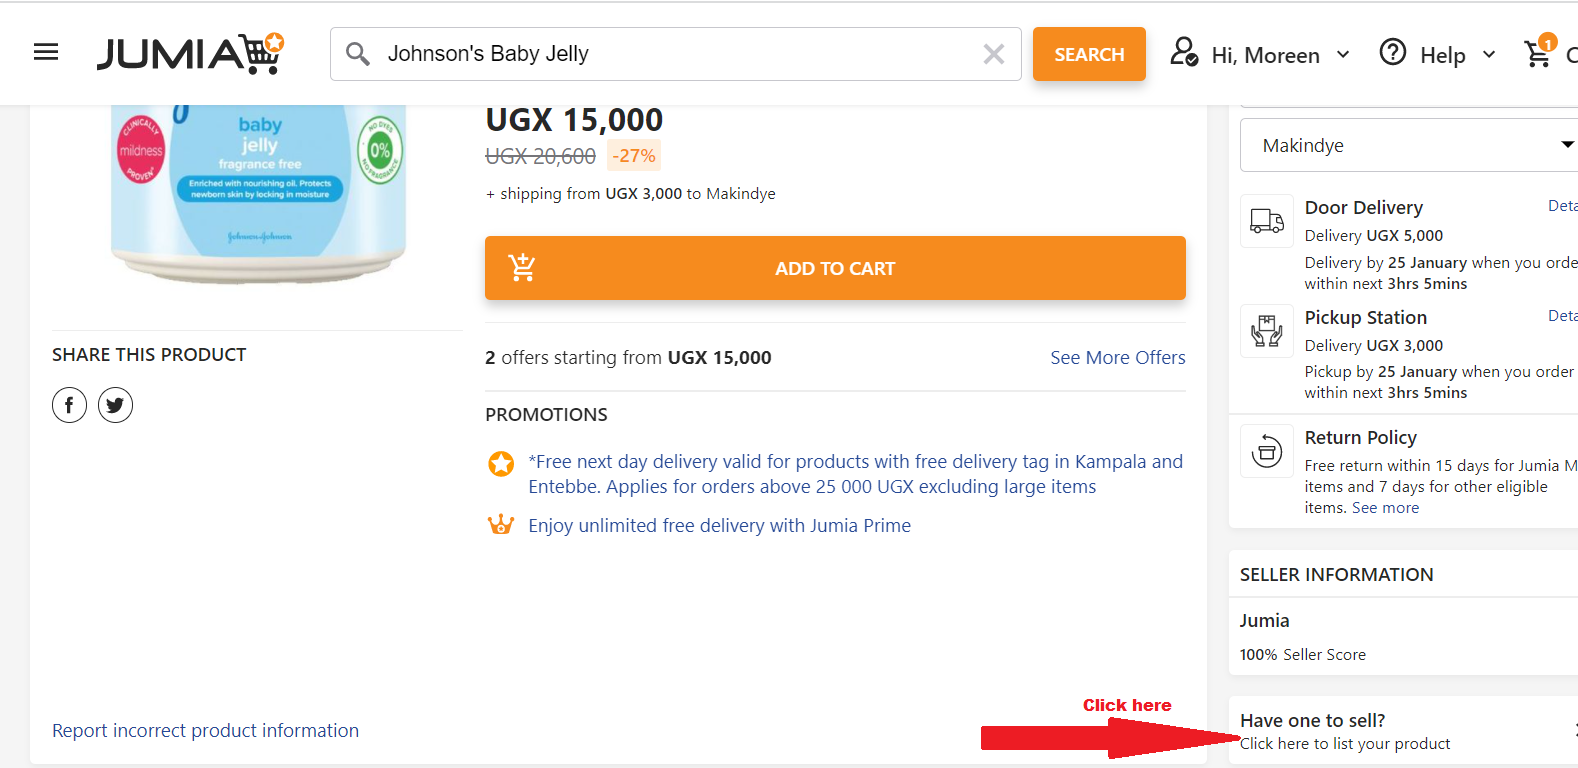 JUMIA
Johnson's Baby Jelly
SEARCH
Hi, Moreen
Help
1
C
CLINICALLY
mildness
PROVEN
baby
jelly
fragrance free
Enriched with nourishing oil. Protects
newborn skin by locking in moisture
Johnson & Johnson
NO DYES
0%
NO FRAGRANCE
SHARE THIS PRODUCT
Report incorrect product information
UGX 15,000
UGX 20,600 -27%
+ shipping from UGX 3,000 to Makindye
ADD TO CART
2 offers starting from UGX 15,000
See More Offers
PROMOTIONS
*Free next day delivery valid for products with free delivery tag in Kampala and
Entebbe. Applies for orders above 25 000 UGX excluding large items
Enjoy unlimited free delivery with Jumia Prime
Click here
Makindye
Door Delivery
Deta
Delivery UGX 5,000
Delivery by 25 January when you orde
within next 3hrs 5mins
Pickup Station
Deta
Delivery UGX 3,000
Pickup by 25 January when you order
within next 3hrs 5mins
Return Policy
Free return within 15 days for Jumia M
items and 7 days for other eligible
items. See more
SELLER INFORMATION
Jumia
100% Seller Score
Have one to sell?
Click here to list your product